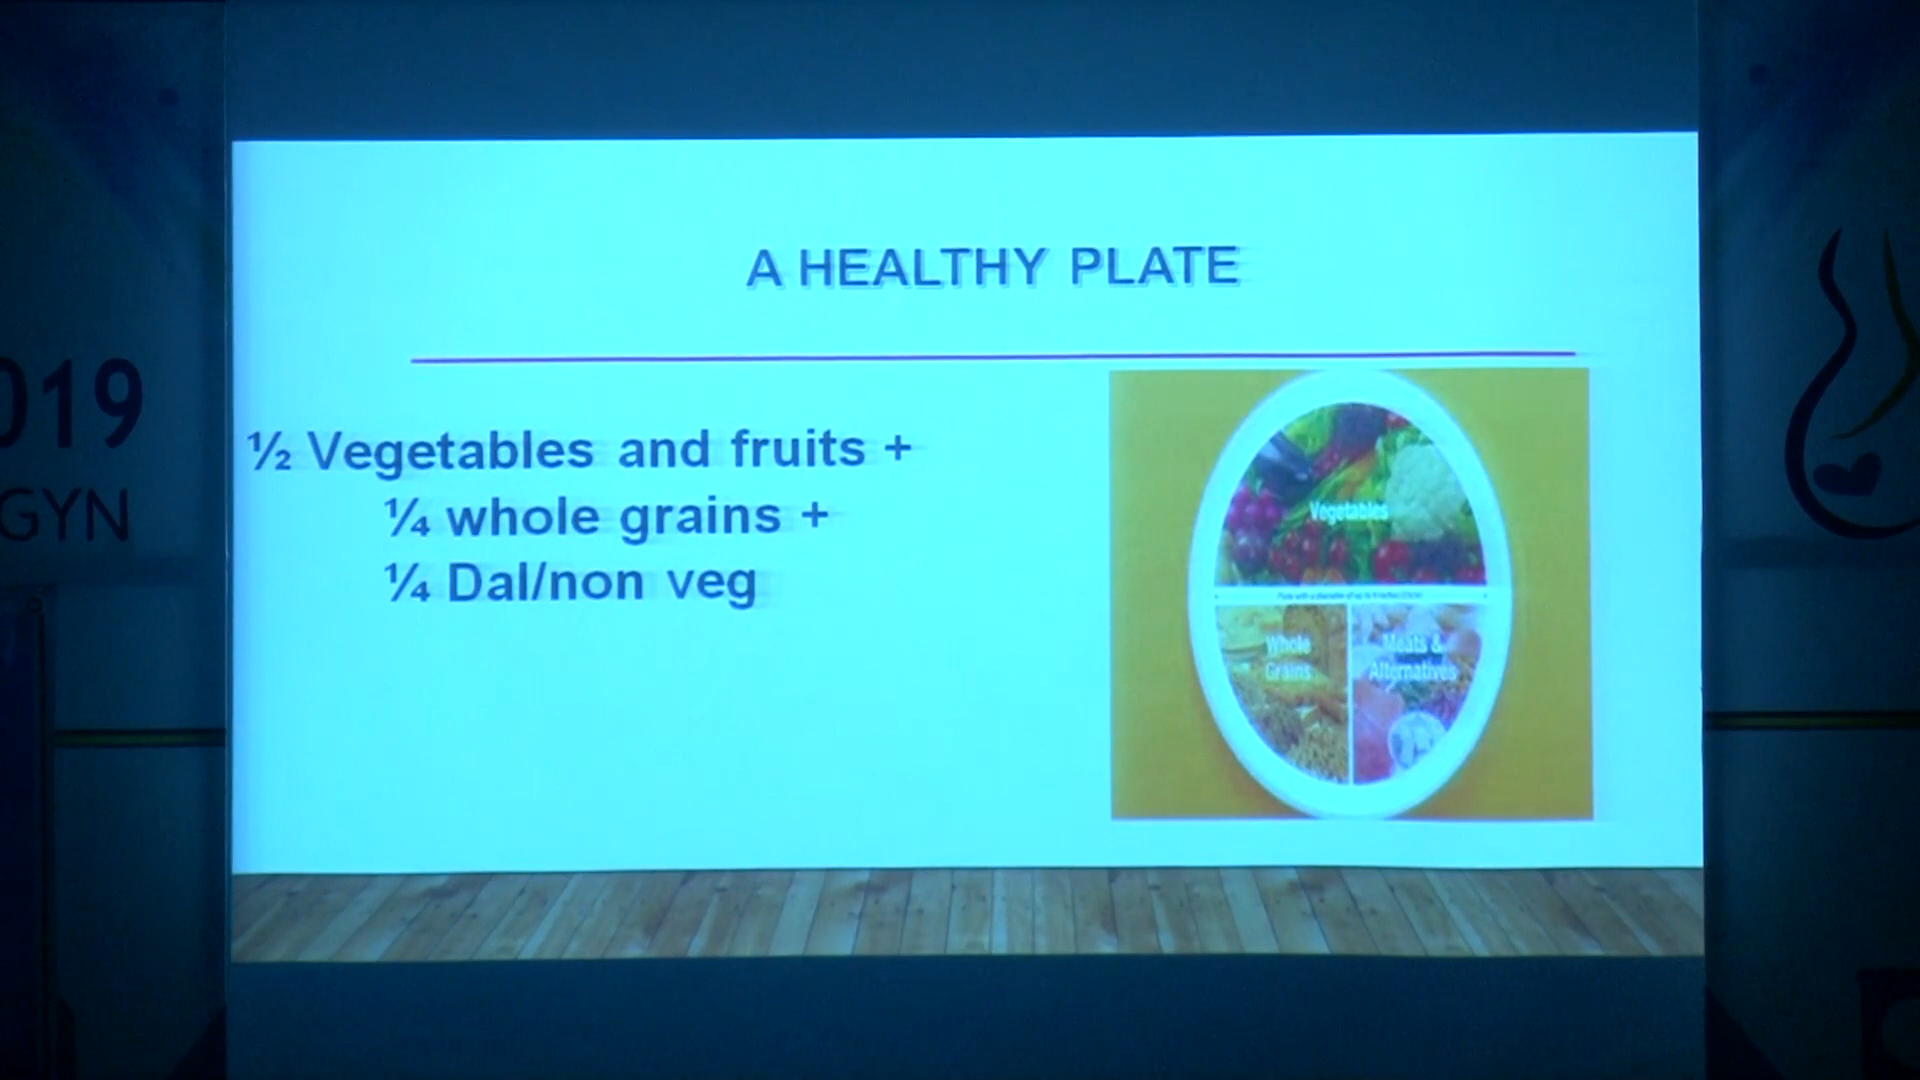 A HEALTHY PLATE
½ Vegetables and fruits +
¼ whole grains +
¼ Dal/non veg
Vegetables
Whole
Grains
Meats &
Alternatives
019
GYN